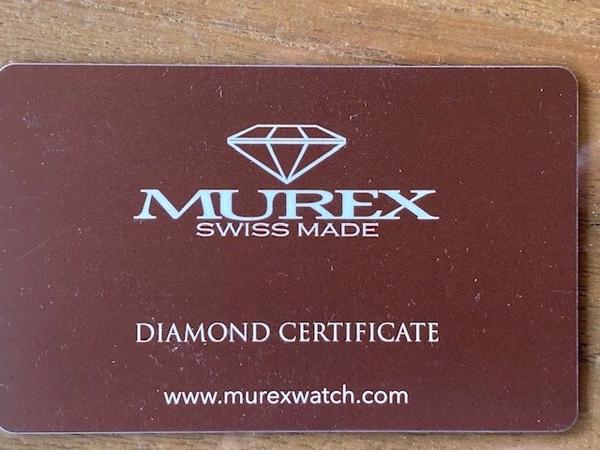 MUREX
SWISS MADE
DIAMOND CERTIFICATE
www.murexwatch.com